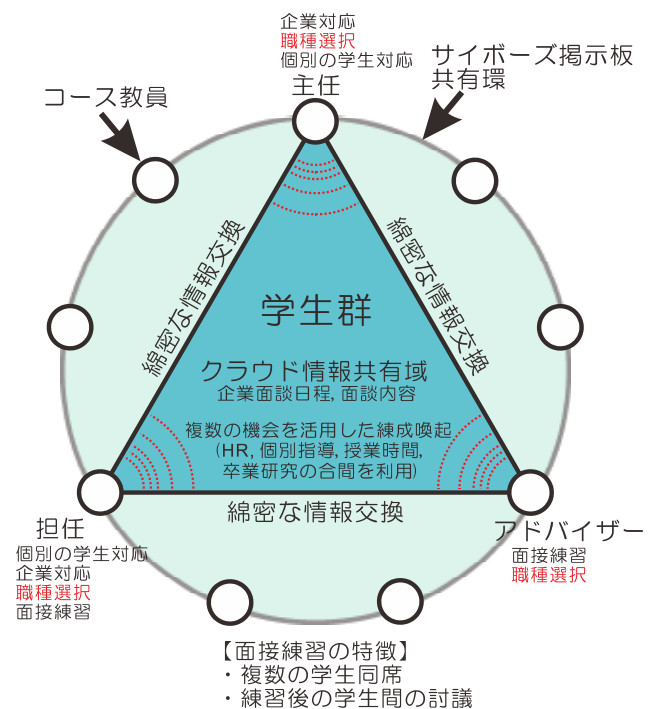 企業対応
職種選択
個別の学生対応
主任
サイボーズ掲示板
共有環
コース教員
綿密な情報交換
綿密な情報交換
学生群
クラウド情報共有域
企業面談日程, 面談内容
複数の機会を活用した練成喚起
(HR, 個別指導, 授業時間,
卒業研究の合間を利用)
綿密な情報交換
担任
個別の学生対応
企業対応
職種選択
面接練習
アドバイザー
面接練習
職種選択
【面接練習の特徴】
・複数の学生同席
・練習後の学生間の討議